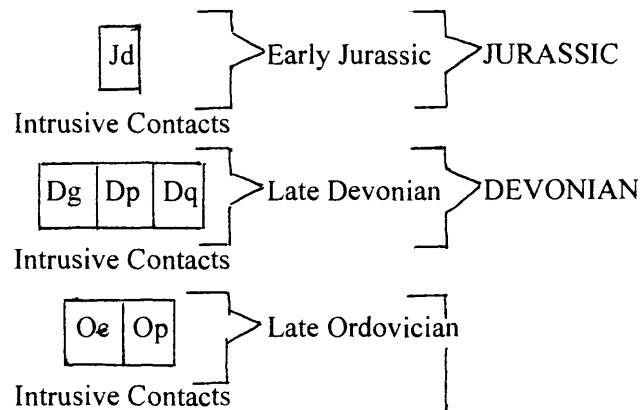 Jd Early Jurassic JURASSIC
Intrusive Contacts
Dg Dp Dq Late Devonian DEVONIAN
Intrusive Contacts
Op Late Ordovician
Intrusive Contacts